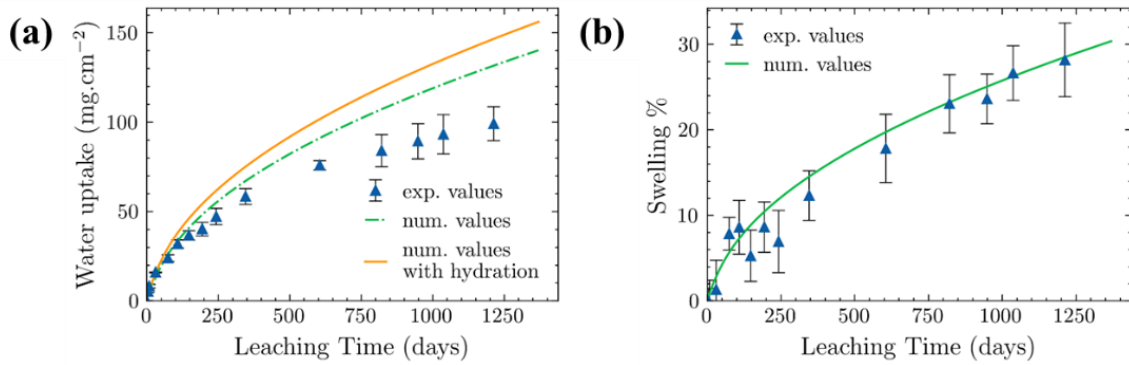 (a)
Water uptake (mg.cm⁻²)
150
100
50
0
exp. values
num. values
num. values
with hydration
0 250 500 750 1000 1250
Leaching Time (days)
(b)
Swelling %
30
20
10
0
exp. values
num. values
0 250 500 750 1000 1250
Leaching Time (days)